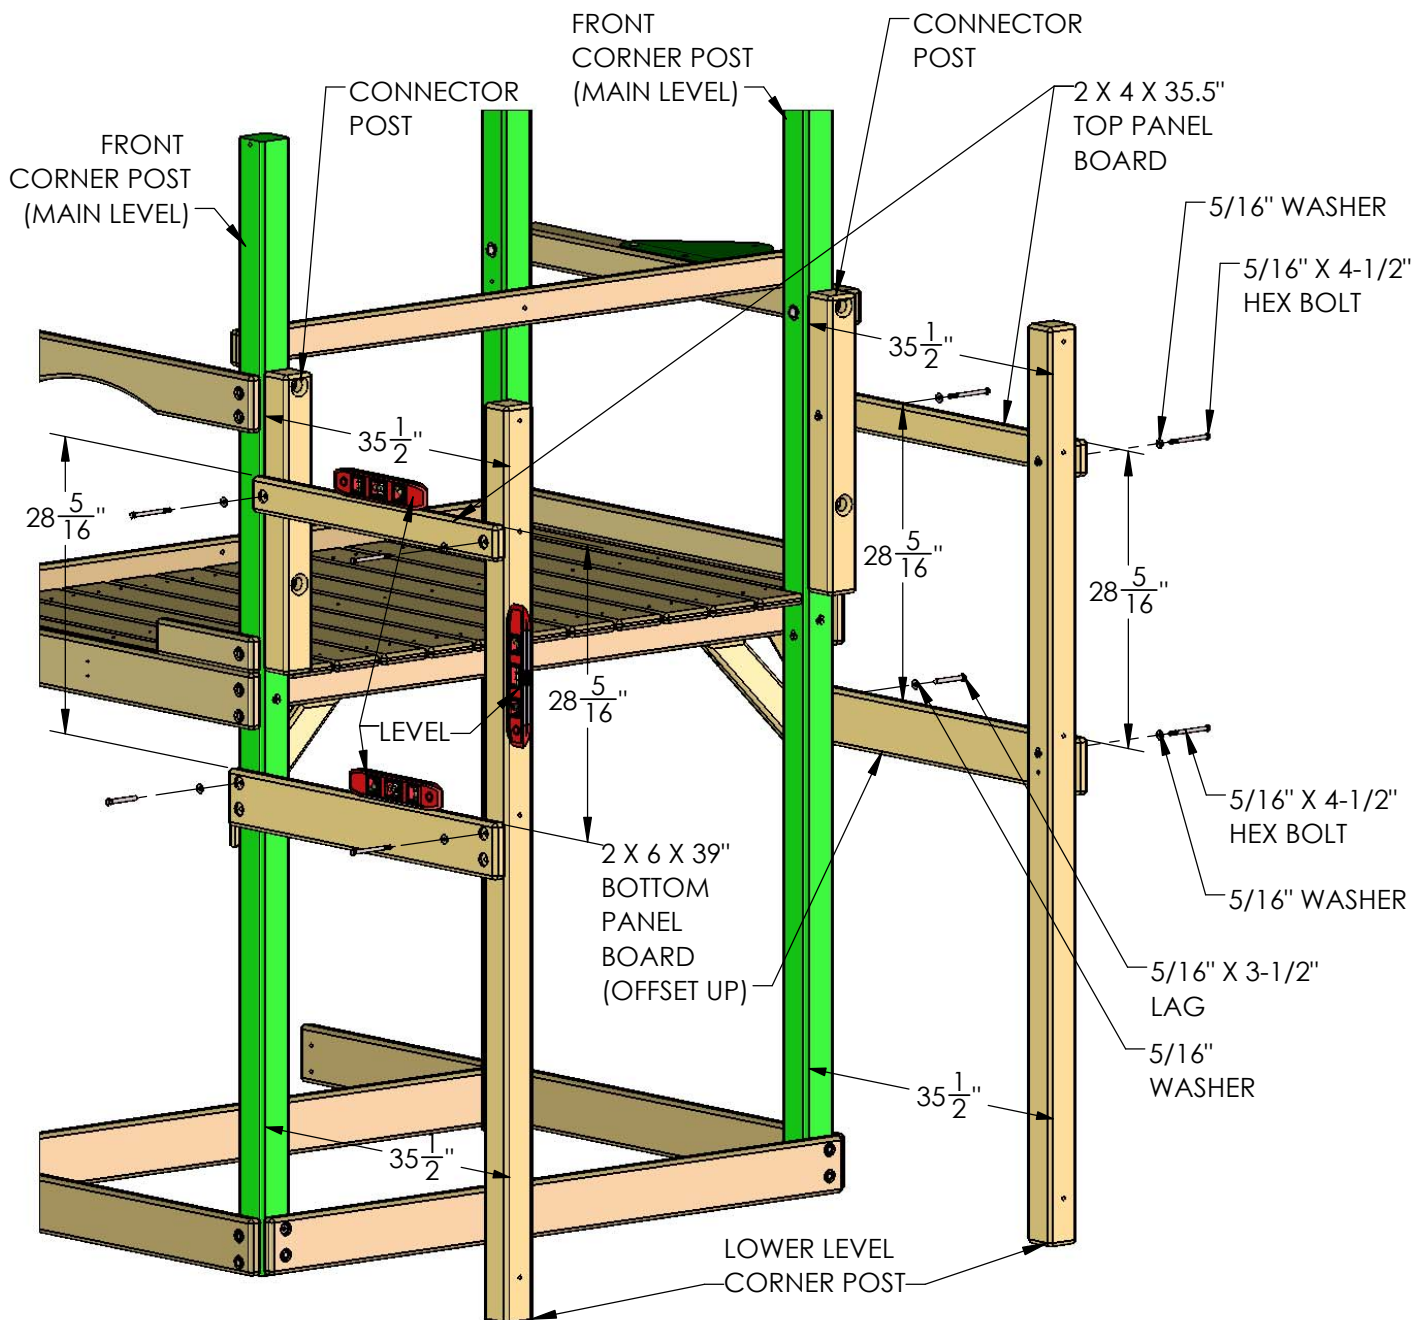 FRONT
CORNER POST
(MAIN LEVEL)
CONNECTOR
POST
CONNECTOR
POST
2 X 4 X 35.5"
TOP PANEL
BOARD
FRONT
CORNER POST
(MAIN LEVEL)
5/16" WASHER
5/16" X 4-1/2"
HEX BOLT
35 1/2"
35 1/2"
28 5/16"
28 5/16"
28 5/16"
28 5/16"
LEVEL
2 X 6 X 39"
BOTTOM
PANEL
BOARD
(OFFSET UP)
5/16" X 4-1/2"
HEX BOLT
5/16" WASHER
5/16" X 3-1/2"
LAG
5/16"
WASHER
35 1/2"
35 1/2"
LOWER LEVEL
CORNER POST